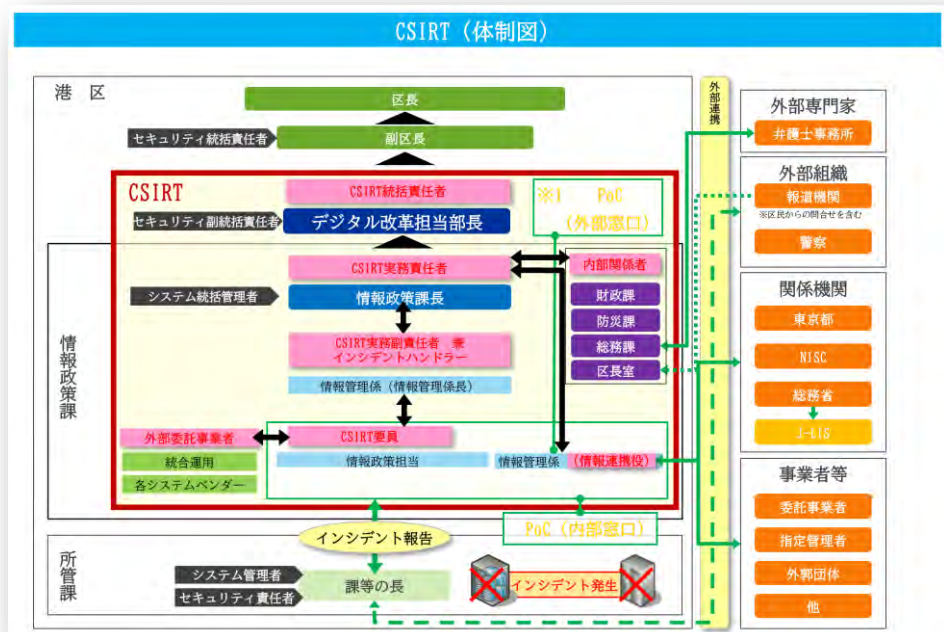 CSIRT（体制図）
港 区
区長
セキュリティ統括責任者
副区長
CSIRT
CSIRT統括責任者
セキュリティ副統括責任者
デジタル改革担当部長
※1 PoC
（外部窓口）
情報政策課
CSIRT実務責任者
システム統括管理者
情報政策課長
CSIRT実務副責任者 兼
インシデントハンドラー
情報管理係（情報管理係長）
内部関係者
財政課
防災課
総務課
区長室
外部委託事業者
統合運用
各システムベンダー
CSIRT要員
情報政策担当
情報管理係
（情報連携役）
PoC（内部窓口）
インシデント報告
所管課
システム管理者
セキュリティ責任者
課等の長
インシデント発生
外部連携
外部専門家
弁護士事務所
外部組織
報道機関
※区民からの問合せを含む
警察
関係機関
東京都
NISC
総務省
J-LIS
事業者等
委託事業者
指定管理者
外郭団体
他